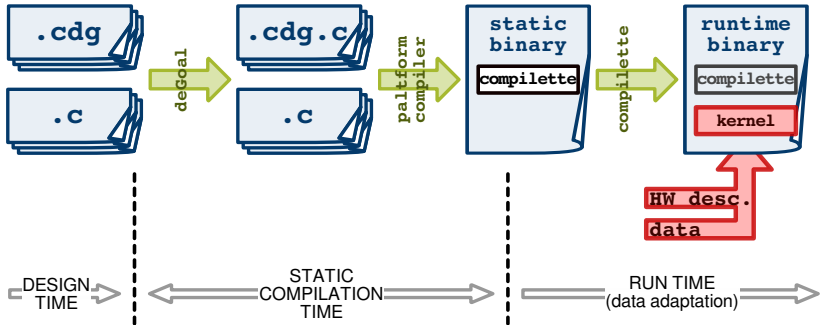 .cdg
.c
deGoal
.cdg.c
.c
paltform
compiler
static
binary
compilette
compilette
runtime
binary
compilette
kernel
HW desc.
data
DESIGN
TIME
STATIC
COMPILATION
TIME
RUN TIME
(data adaptation)